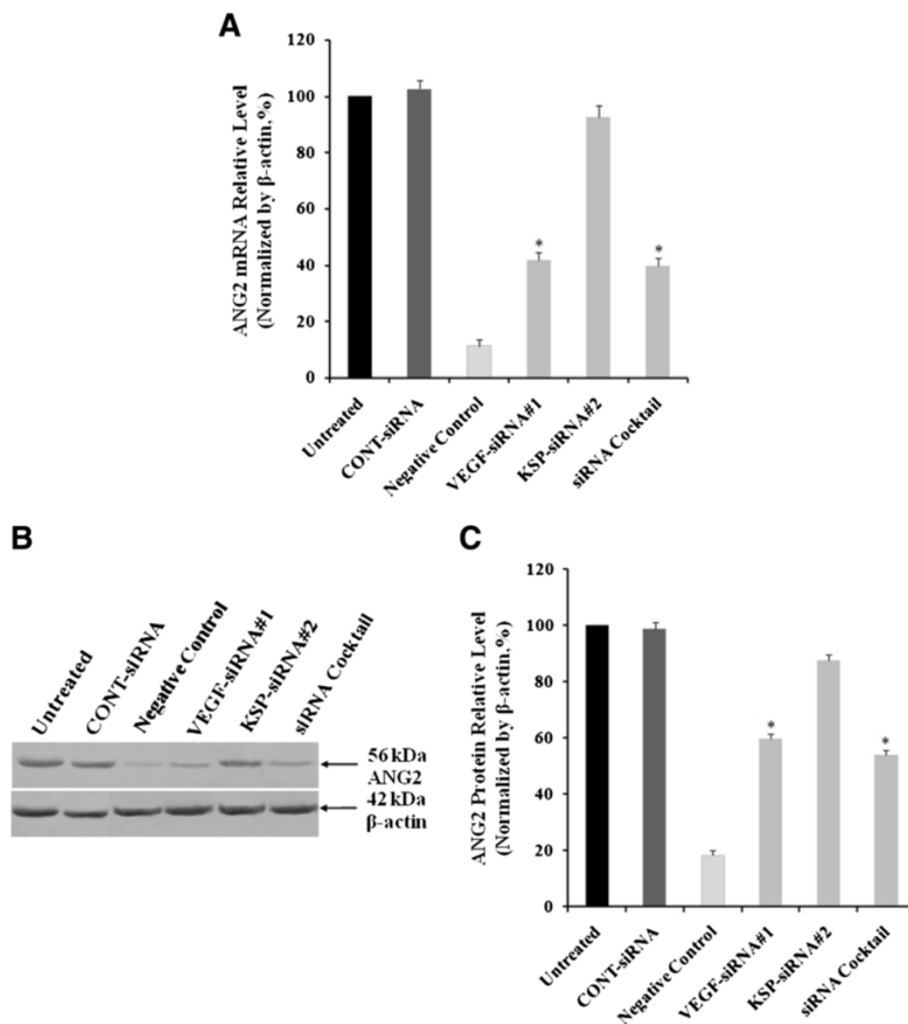 A
120
100
80
60
40
20
0
ANG2 mRNA Relative Level
(Normalized by β-actin,%)
*
*
Untreated
CONT-siRNA
Negative Control
VEGF-siRNA#1
KSP-siRNA#2
siRNA Cocktail
B
Untreated
CONT-siRNA
Negative Control
VEGF-siRNA#1
KSP-siRNA#2
siRNA Cocktail
56 kDa
ANG2
42 kDa
β-actin
C
120
100
80
60
40
20
0
ANG2 Protein Relative Level
(Normalized by β-actin,%)
*
*
Untreated
CONT-siRNA
Negative Control
VEGF-siRNA#1
KSP-siRNA#2
siRNA Cocktail